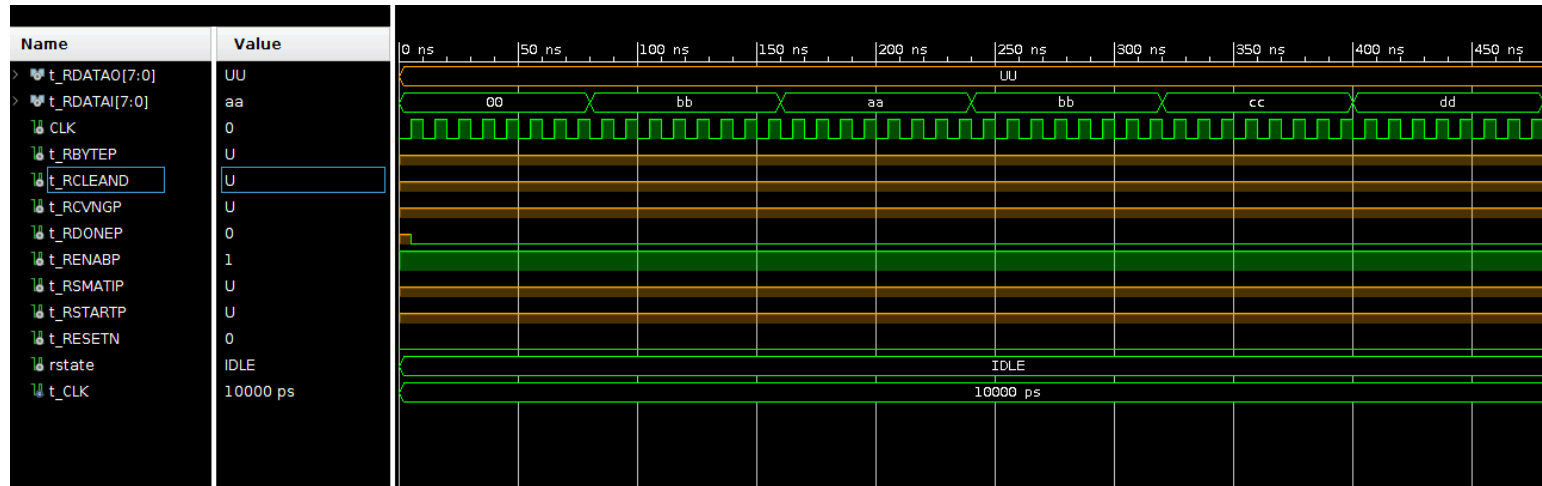 Name Value 0 ns 50 ns 100 ns 150 ns 200 ns 250 ns 300 ns 350 ns 400 ns 450 ns
t_RDATAO[7:0] UU UU
t_RDATAI[7:0] aa 00 bb aa bb cc dd
CLK 0
t_RBYTEP U
t_RCLEAND U
t_RCVNGP U
t_RDONEP 0
t_RENABP 1
t_RSMATIP U
t_RSTARTP U
t_RESETN 0
rstate IDLE IDLE
t_CLK 10000 ps 10000 ps